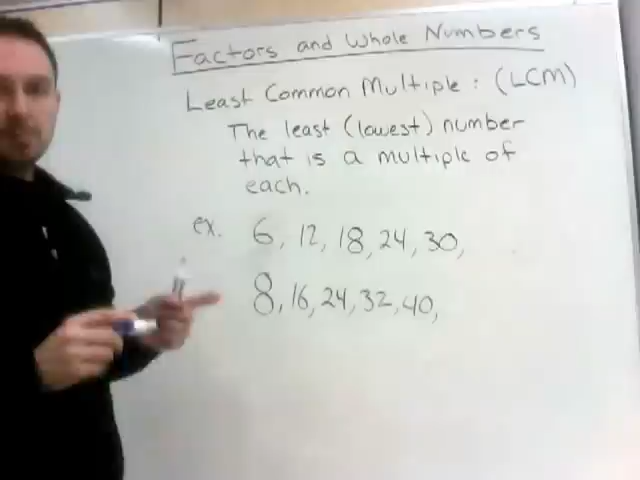 Factors and Whole Numbers
Least Common Multiple : (LCM)
The least (lowest) number
that is a multiple of
each.
ex. 6, 12, 18, 24, 30,
8, 16, 24, 32, 40,